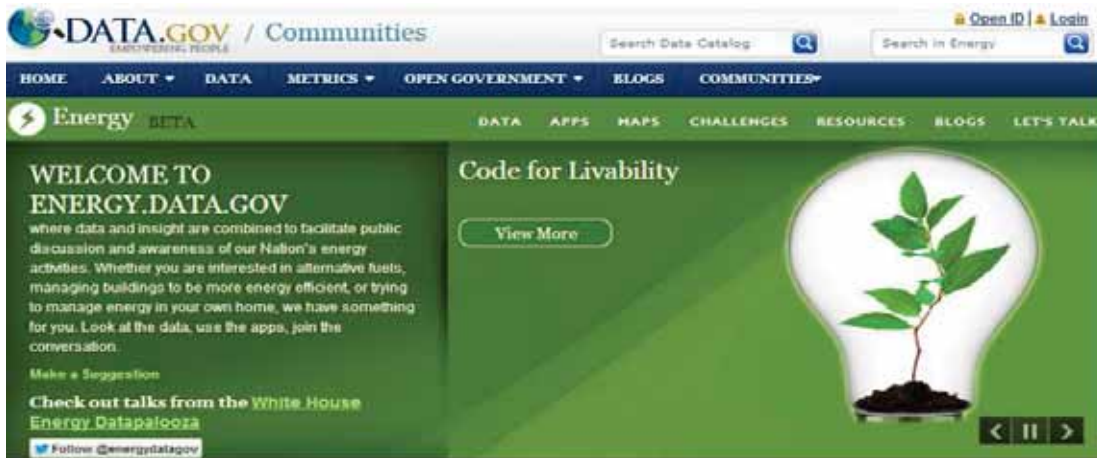 DATA.GOV / Communities
EMPOWERING PEOPLE
Open ID | Login
Search Data Catalog
Search in Energy
HOME ABOUT DATA METRICS OPEN GOVERNMENT BLOGS COMMUNITIES
Energy BETA
DATA APPS MAPS CHALLENGES RESOURCES BLOGS LET'S TALK
WELCOME TO
ENERGY.DATA.GOV
where data and insight are combined to facilitate public
discussion and awareness of our Nation's energy
activities. Whether you are interested in alternative fuels,
managing buildings to be more energy efficient, or trying
to manage energy in your own home, we have something
for you. Look at the data, use the apps, join the
conversation.
Make a Suggestion
Check out talks from the White House
Energy Datapalooza
Follow @energydatagov
Code for Livability
View More